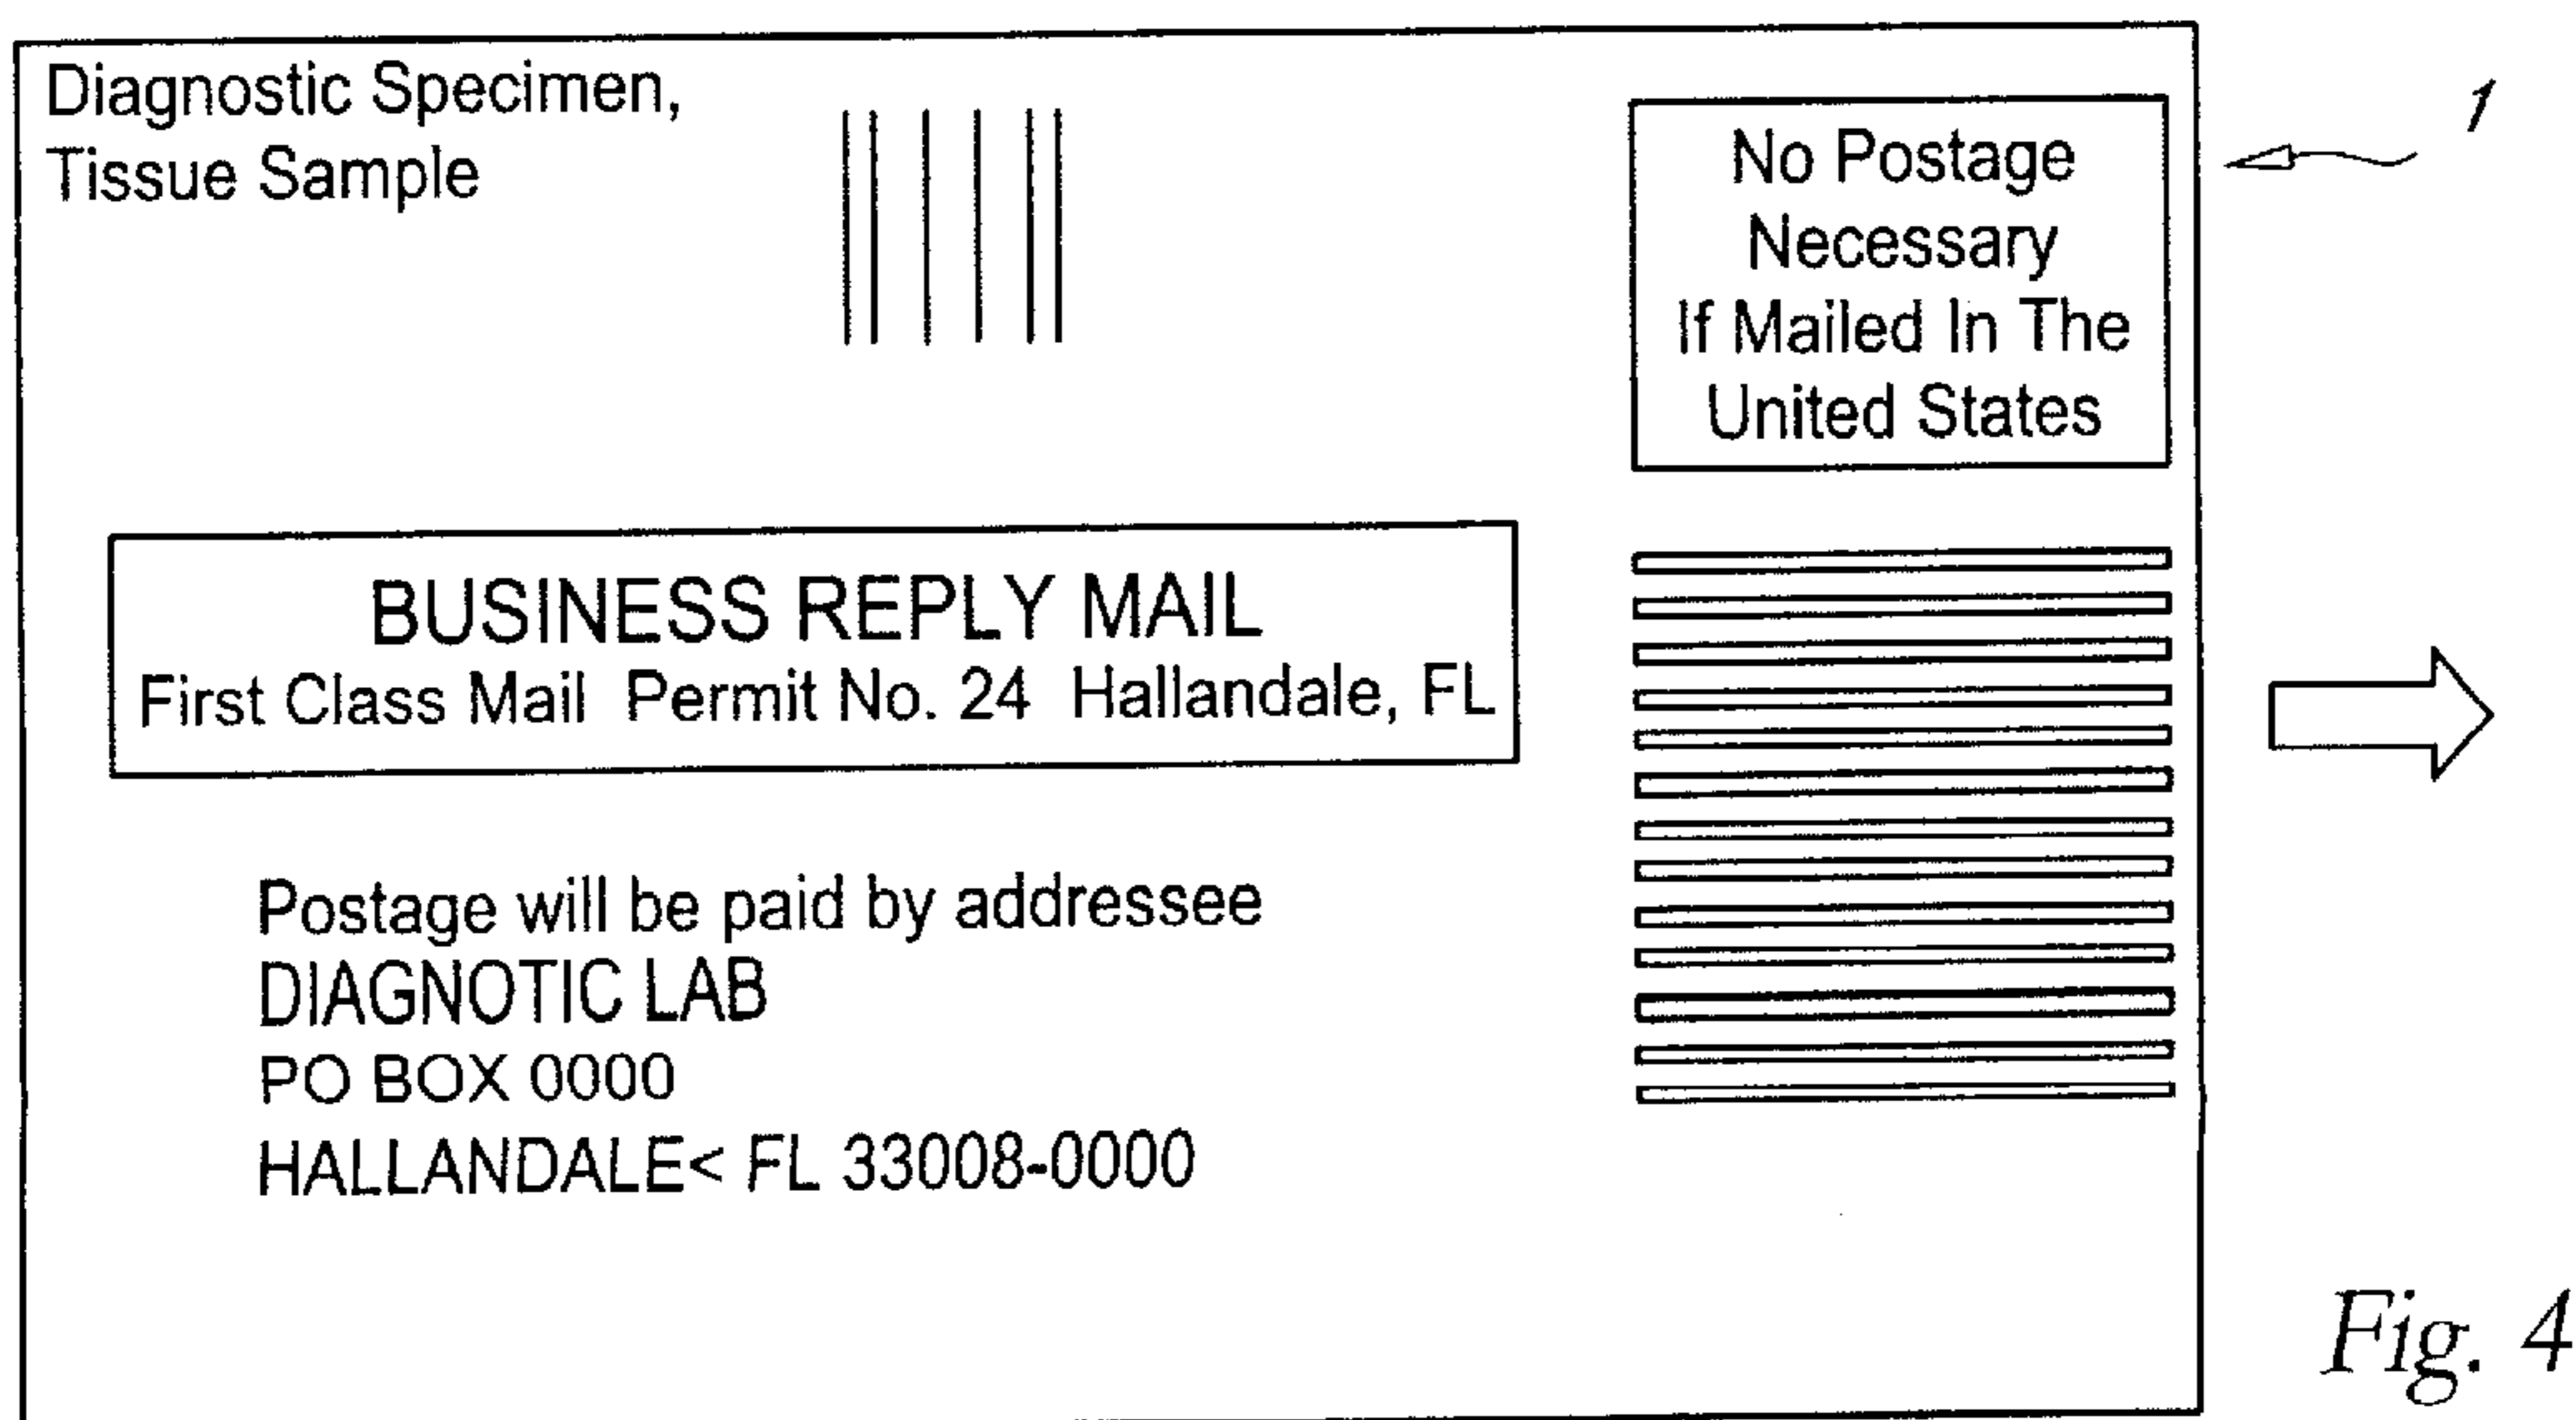 Diagnostic Specimen,
Tissue Sample
No Postage
Necessary
If Mailed In The
United States
1
BUSINESS REPLY MAIL
First Class Mail Permit No. 24 Hallandale, FL
Postage will be paid by addressee
DIAGNOTIC LAB
PO BOX 0000
HALLANDALE< FL 33008-0000
Fig. 4